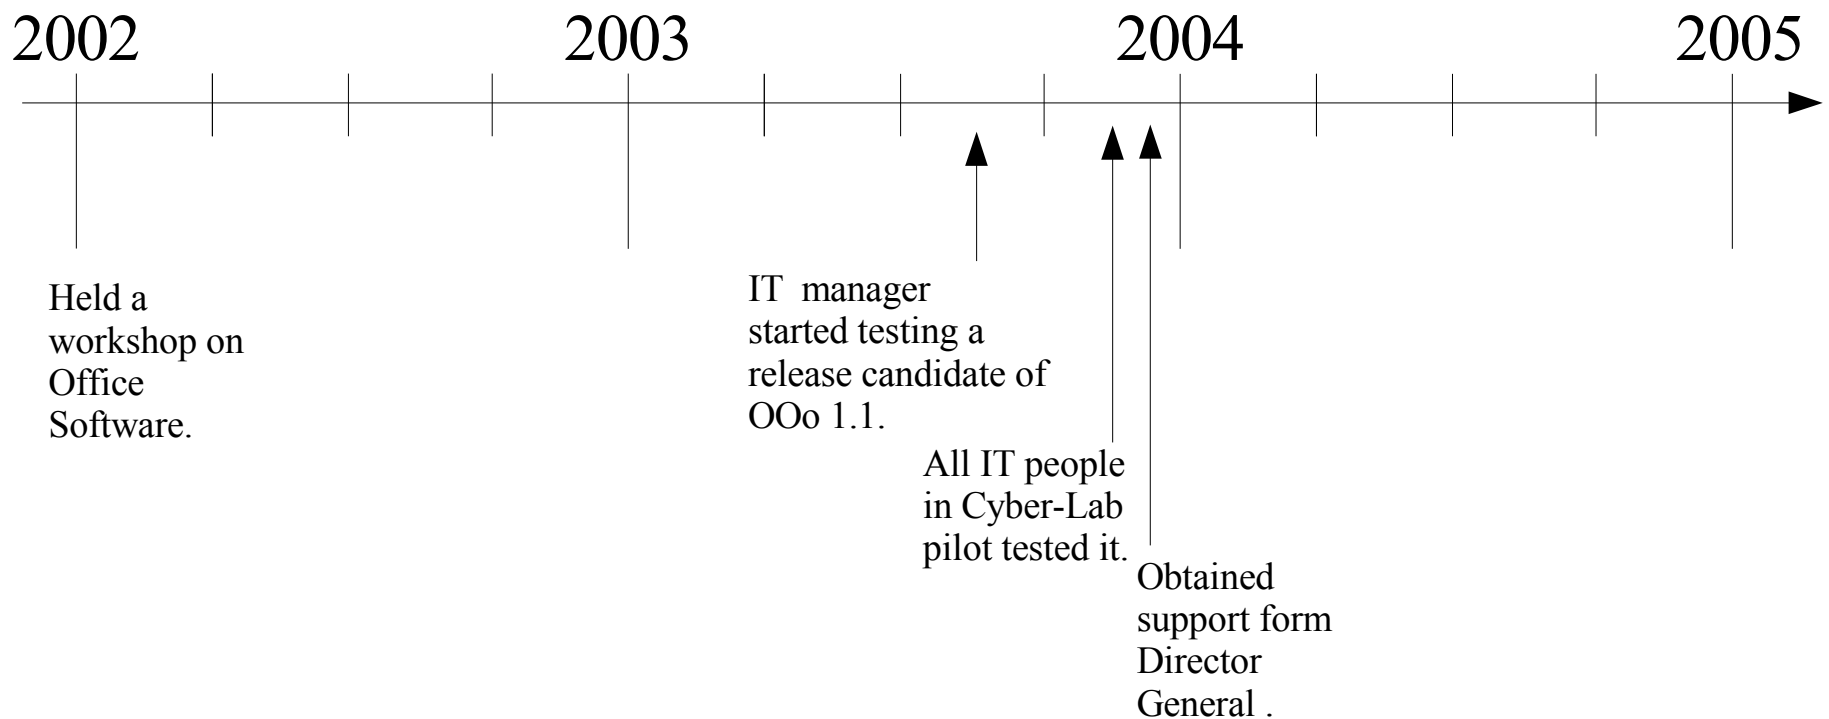 2002 2003 2004 2005
Held a
workshop on
Office
Software.
IT manager
started testing a
release candidate of
OOo 1.1.
All IT people
in Cyber-Lab
pilot tested it.
Obtained
support form
Director
General .